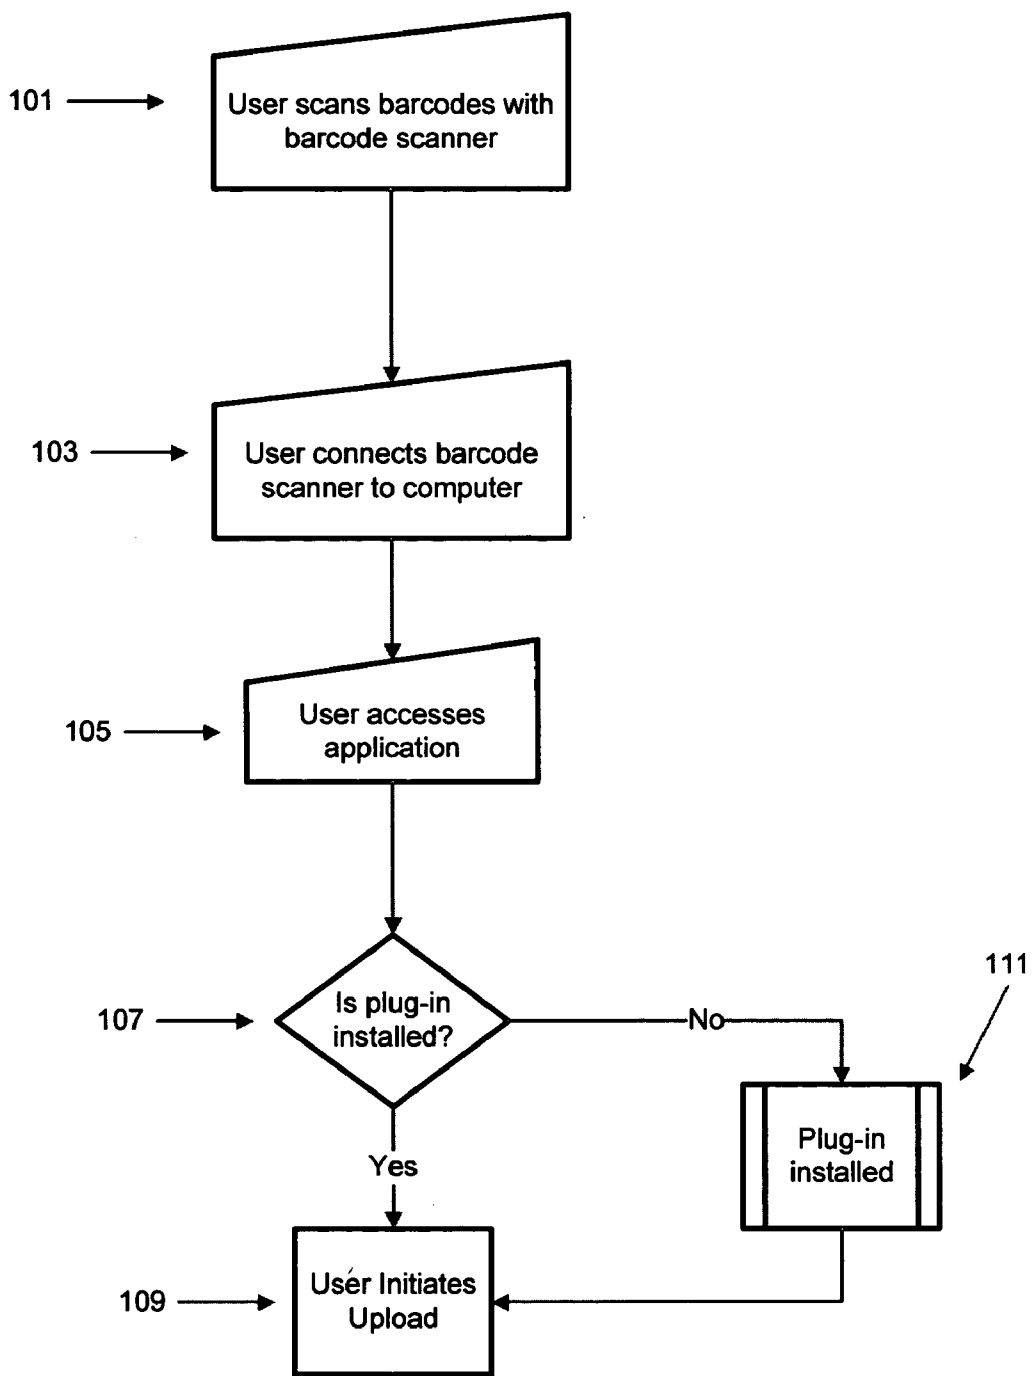 101
User scans barcodes with
barcode scanner
103
User connects barcode
scanner to computer
105
User accesses
application
107
Is plug-in
installed?
No
111
Plug-in
installed
Yes
109
User Initiates
Upload